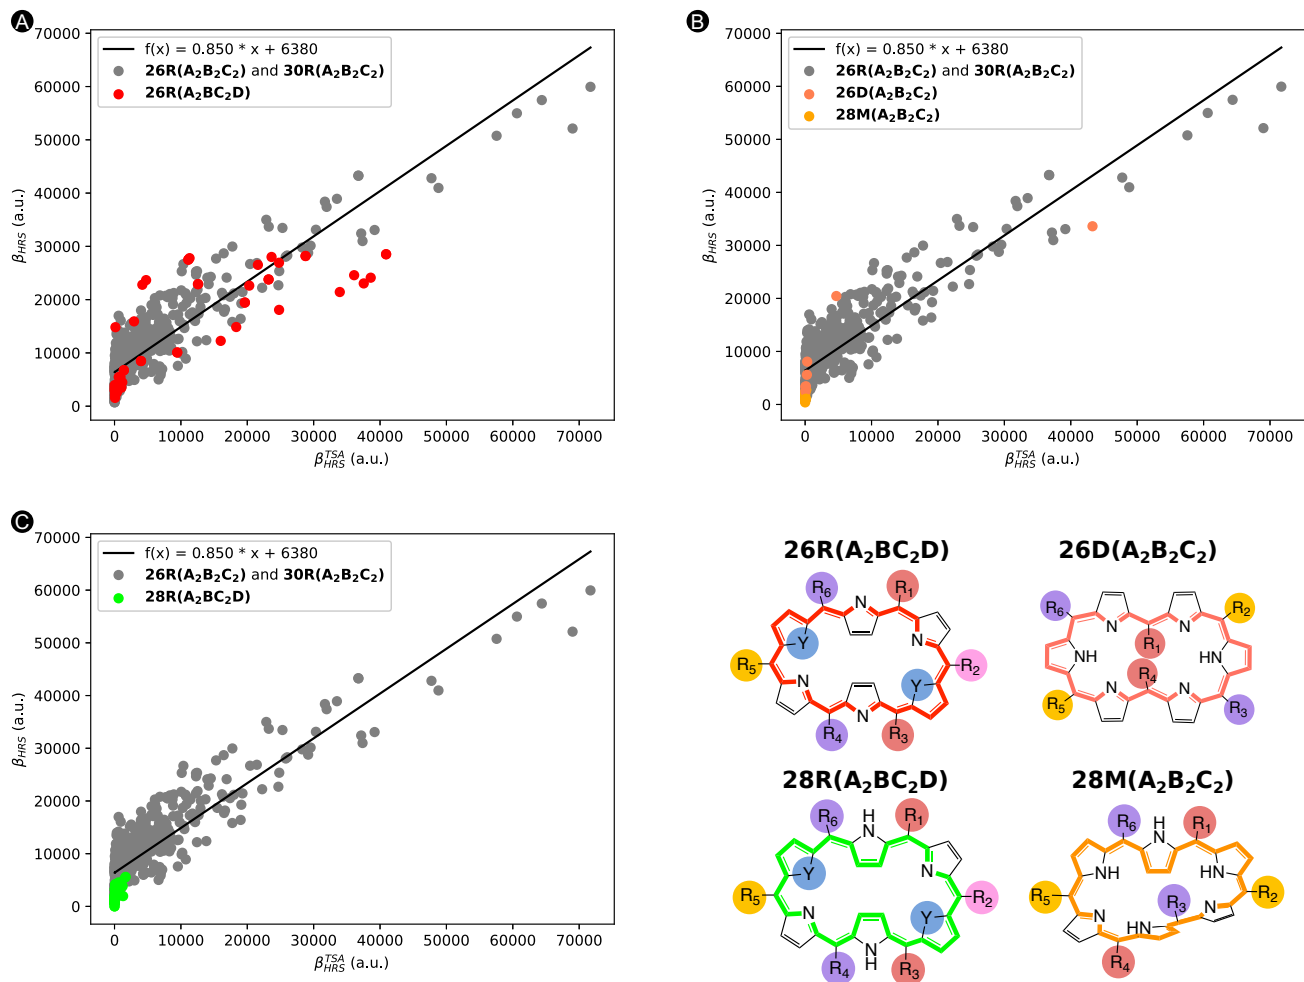 A
70000
60000
50000
40000
30000
20000
10000
0
β_HRS (a.u.)
f(x) = 0.850 * x + 6380
26R(A₂B₂C₂) and 30R(A₂B₂C₂)
26R(A₂BC₂D)
0 10000 20000 30000 40000 50000 60000 70000
β_HRS^TSA (a.u.)
B
70000
60000
50000
40000
30000
20000
10000
0
β_HRS (a.u.)
f(x) = 0.850 * x + 6380
26R(A₂B₂C₂) and 30R(A₂B₂C₂)
26D(A₂B₂C₂)
28M(A₂B₂C₂)
0 10000 20000 30000 40000 50000 60000 70000
β_HRS^TSA (a.u.)
C
70000
60000
50000
40000
30000
20000
10000
0
β_HRS (a.u.)
f(x) = 0.850 * x + 6380
26R(A₂B₂C₂) and 30R(A₂B₂C₂)
28R(A₂BC₂D)
0 10000 20000 30000 40000 50000 60000 70000
β_HRS^TSA (a.u.)
26R(A₂BC₂D)
R₆ R₁
N
Y N
R₅ R₂
N Y
N
R₄ R₃
26D(A₂B₂C₂)
R₆ R₂
N N
R₁
NH HN
R₄
N N
R₅ R₃
28R(A₂BC₂D)
R₆ H R₁
N
Y N
R₅ R₂
N Y
N
R₄ H R₃
28M(A₂B₂C₂)
R₆ H R₁
N
NH HN
R₅ R₂
R₃
N N
HN
R₄